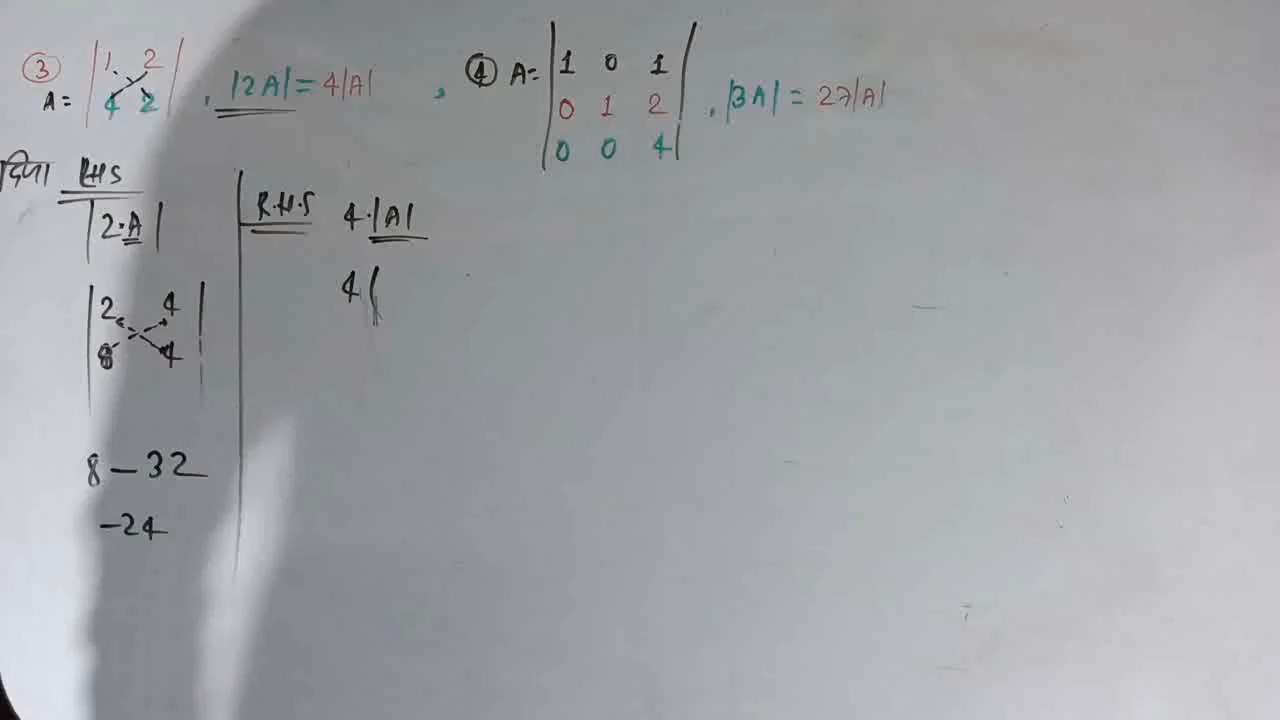 ③ A= |1 2| , |2A| = 4|A| ,
|4 2|
④ A= |1 0 1|
|0 1 2| , |3A| = 27|A|
|0 0 4|
R.H.S
|2·A|
|2 4|
|8 4|
8 – 32
–24
R.H.S 4·|A|
4(